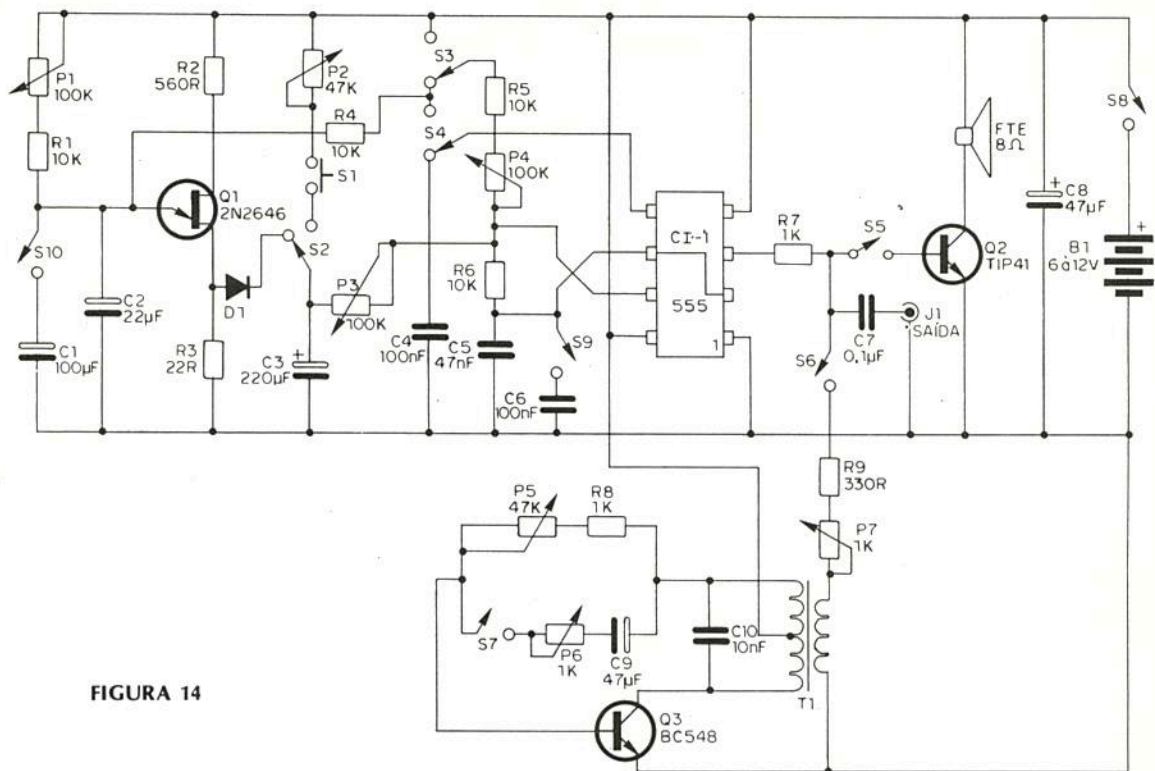 P1
100K
R1
10K
S10
C1
100µF
C2
22µF
R2
560R
Q1
2N2646
D1
R3
22R
P2
47K
S1
S2
C3
220µF
+
P3
100K
R4
10K
S3
S4
R5
10K
P4
100K
R6
10K
C4
100nF
C5
47nF
S9
C6
100nF
CI-1
555
1
R7
1K
S5
S6
C7
0,1µF
J1
SAÍDA
Q2
TIP41
FTE
8Ω
+
C8
47µF
S8
+
B1
6 à 12V
R9
330R
P7
1K
P5
47K
R8
1K
S7
P6
1K
C9
47µF
C10
10nF
T1
Q3
BC548
FIGURA 14